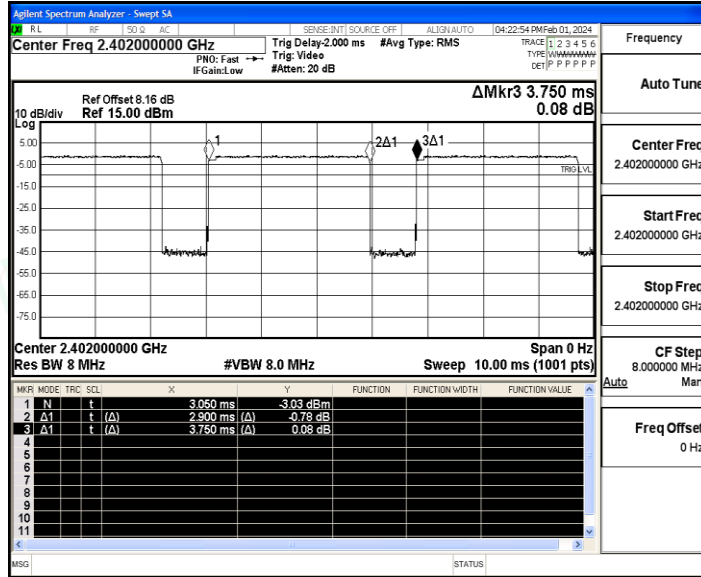 Agilent Spectrum Analyzer - Swept SA
RL RF 50 Ω AC SENSE:INT SOURCE OFF ALIGNAUTO 04:22:54 PM Feb 01, 2024
Center Freq 2.402000000 GHz
PNO: Fast
IFGain:Low
Trig Delay-2.000 ms
Trig: Video
#Atten: 20 dB
#Avg Type: RMS
TRACE 1 2 3 4 5 6
TYPE WWWWWW
DET P P P P P P
ΔMkr3 3.750 ms
0.08 dB
Ref Offset 8.16 dB
10 dB/div Ref 15.00 dBm
Log
5.00
-5.00
-15.0
-25.0
-35.0
-45.0
-55.0
-65.0
-75.0
1
2Δ1
3Δ1
TRIG LVL
Center 2.402000000 GHz Span 0 Hz
Res BW 8 MHz #VBW 8.0 MHz Sweep 10.00 ms (1001 pts)
MKR MODE TRC SCL X Y FUNCTION FUNCTION WIDTH FUNCTION VALUE
1 N t 3.050 ms -3.03 dBm
2 Δ1 t (Δ) 2.900 ms (Δ) -0.78 dB
3 Δ1 t (Δ) 3.750 ms (Δ) 0.08 dB
4
5
6
7
8
9
10
11
MSG STATUS
Frequency
Auto Tune
Center Freq
2.402000000 GHz
Start Freq
2.402000000 GHz
Stop Freq
2.402000000 GHz
CF Step
8.000000 MHz
Auto Man
Freq Offset
0 Hz